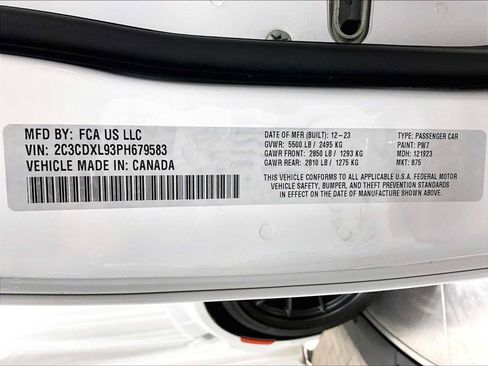 MFD BY: FCA US LLC
VIN: 2C3CDXL93PH679583
VEHICLE MADE IN: CANADA
DATE OF MFR (BUILT): 12-23
GVWR: 5500 LB / 2495 KG
GAWR FRONT: 2850 LB / 1293 KG
GAWR REAR: 2810 LB / 1275 KG
TYPE: PASSENGER CAR
PAINT: PW7
MDH: 121923
MKT: 875
THIS VEHICLE CONFORMS TO ALL APPLICABLE U.S.A. FEDERAL MOTOR
VEHICLE SAFETY, BUMPER, AND THEFT PREVENTION STANDARDS
IN EFFECT ON THE DATE OF MANUFACTURE SHOWN ABOVE.